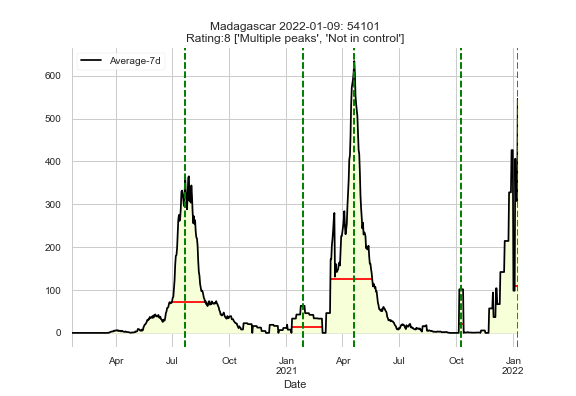 Madagascar 2022-01-09: 54101
Rating:8 ['Multiple peaks', 'Not in control']
Average-7d
600
500
400
300
200
100
0
Apr Jul Oct Jan Apr Jul Oct Jan
2021 2022
Date